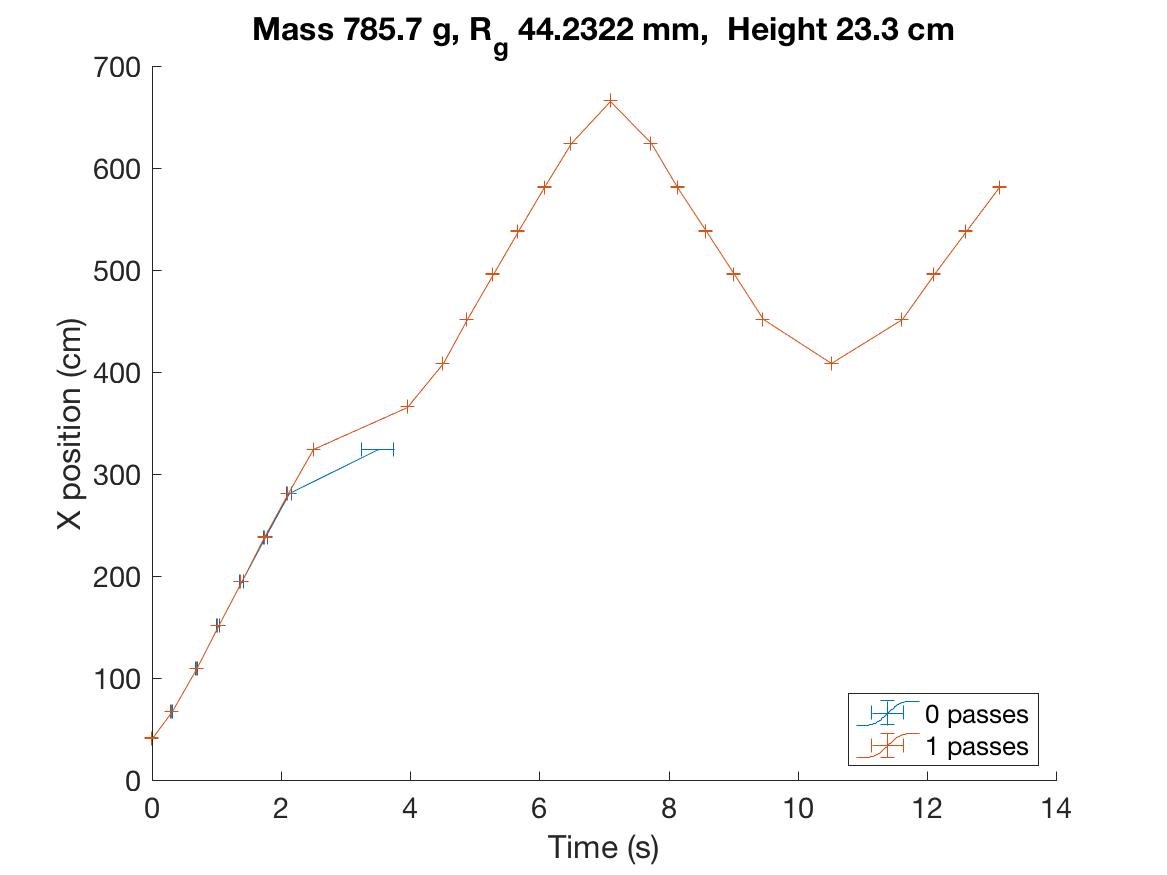 Mass 785.7 g, Rg 44.2322 mm,  Height 23.3 cm
700
600
500
400
300
200
100
0
X position (cm)
0 2 4 6 8 10 12 14
Time (s)
0 passes
1 passes